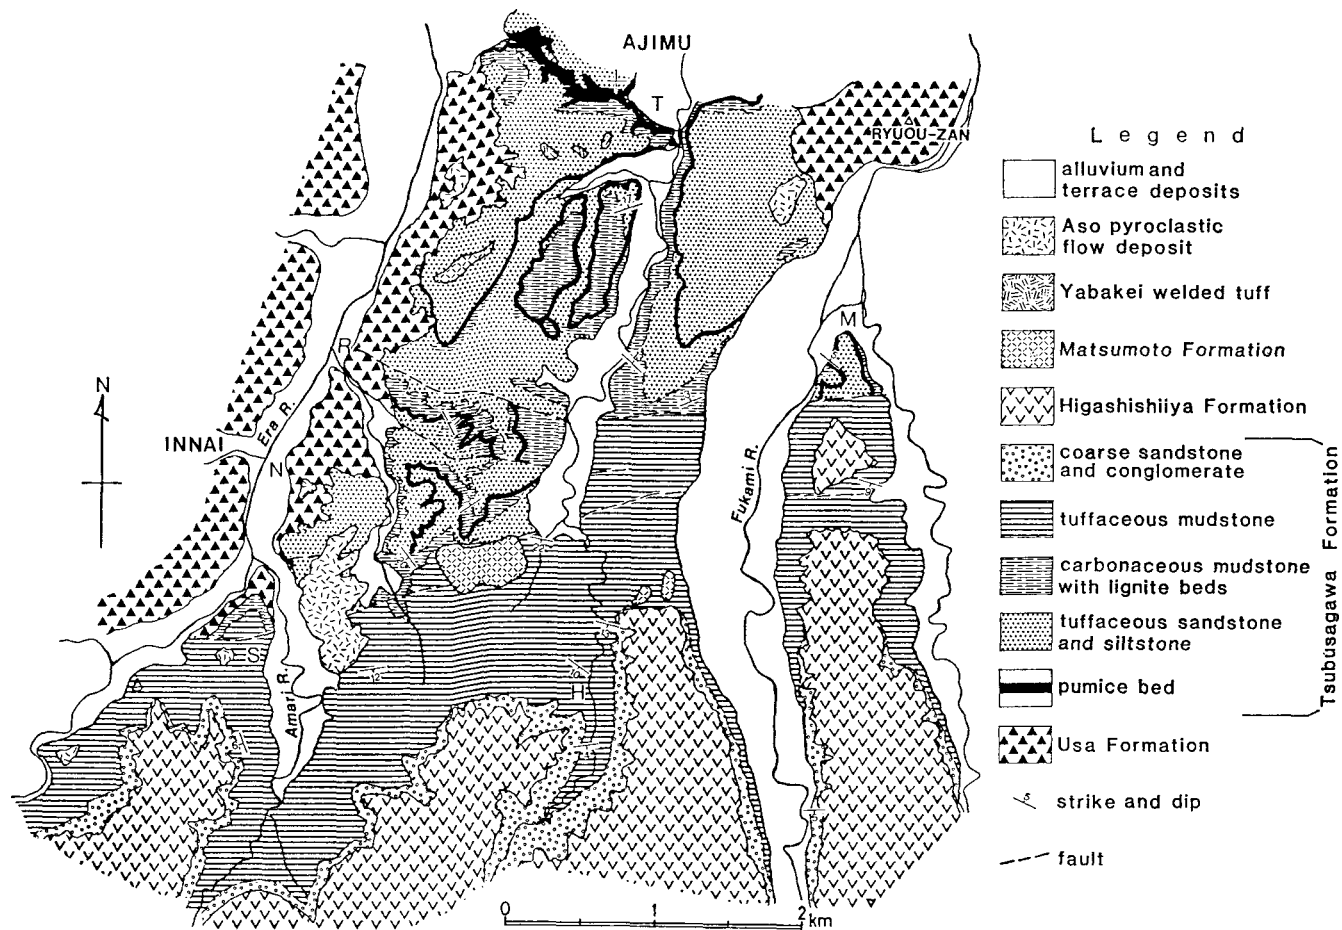 AJIMU
T
RYUOU-ZAN
N
R
M
INNAI
Era R.
N
Fukami R.
S
Amari R.
12
H
0 1 2 km
Legend
alluvium and
terrace deposits
Aso pyroclastic
flow deposit
Yabakei welded tuff
Matsumoto Formation
Higashishiiya Formation
coarse sandstone
and conglomerate
tuffaceous mudstone
carbonaceous mudstone
with lignite beds
tuffaceous sandstone
and siltstone
pumice bed
Tsubusagawa Formation
Usa Formation
5
strike and dip
fault